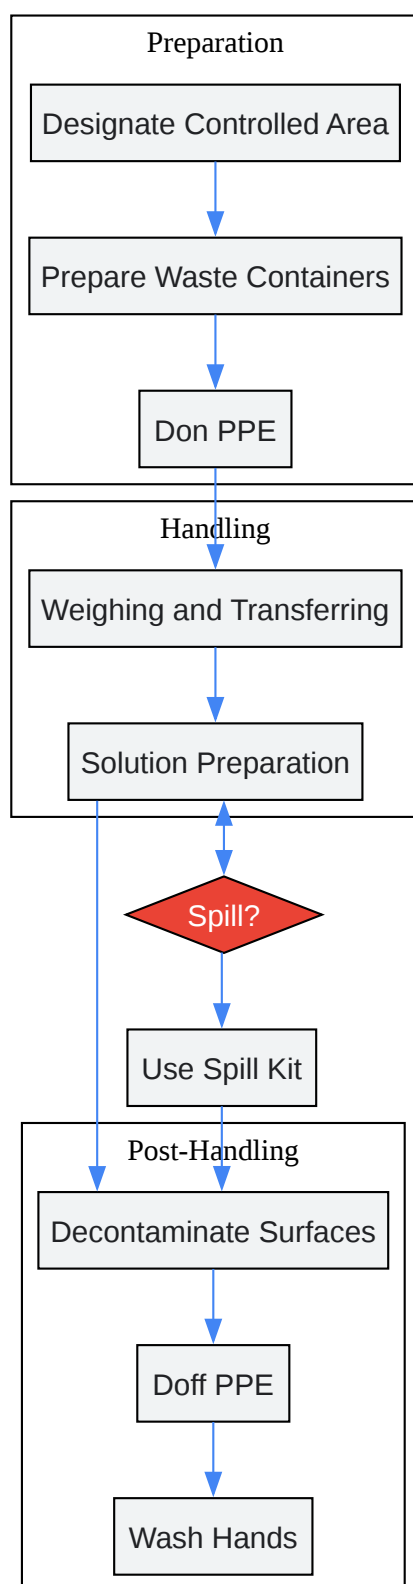 Preparation
Designate Controlled Area
Prepare Waste Containers
Don PPE
Handling
Weighing and Transferring
Solution Preparation
Spill?
Use Spill Kit
Post-Handling
Decontaminate Surfaces
Doff PPE
Wash Hands